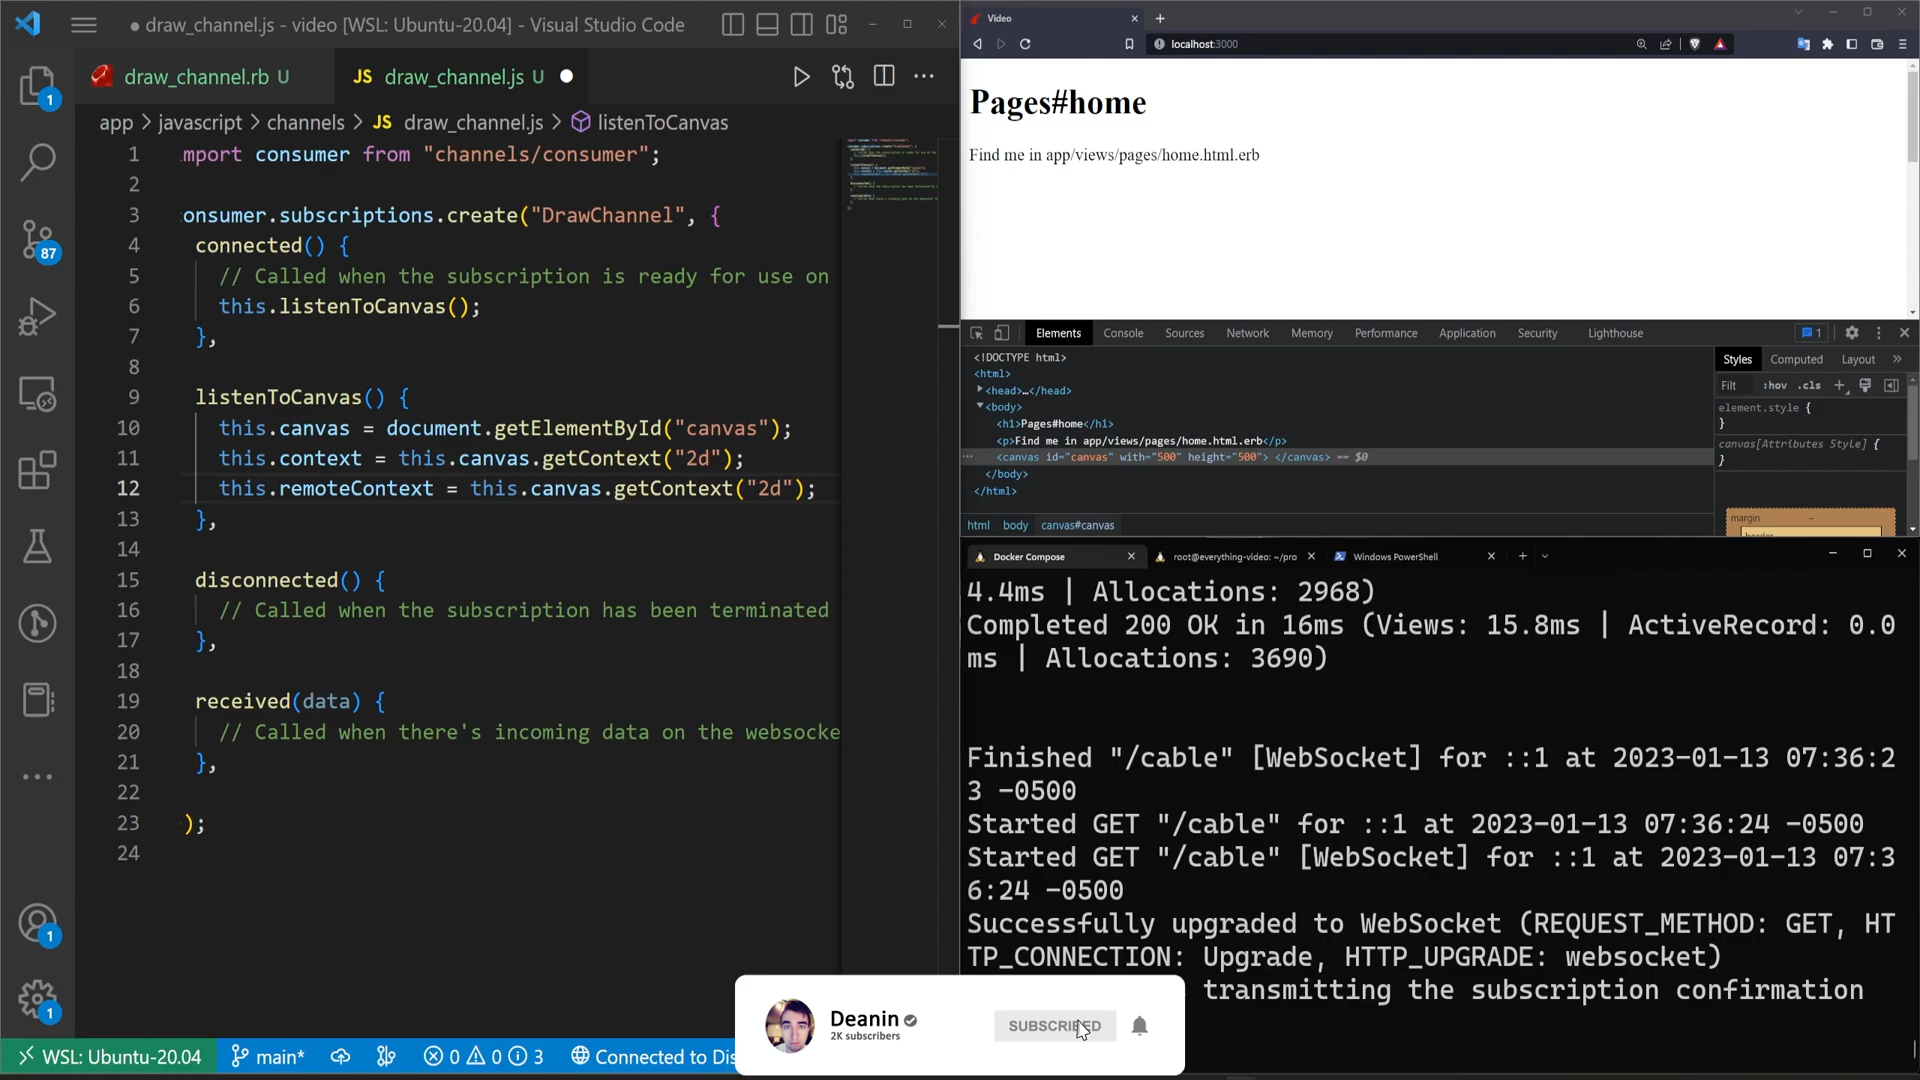 draw_channel.js - video [WSL: Ubuntu-20.04] - Visual Studio Code
draw_channel.rb U
JS draw_channel.js U
app > javascript > channels > JS draw_channel.js > listenToCanvas
1 mport consumer from "channels/consumer";
2
3 onsumer.subscriptions.create("DrawChannel", {
4 connected() {
5 // Called when the subscription is ready for use on
6 this.listenToCanvas();
7 },
8
9 listenToCanvas() {
10 this.canvas = document.getElementById("canvas");
11 this.context = this.canvas.getContext("2d");
12 this.remoteContext = this.canvas.getContext("2d");
13 },
14
15 disconnected() {
16 // Called when the subscription has been terminated
17 },
18
19 received(data) {
20 // Called when there's incoming data on the websocke
21 },
22
23 );
24
1
87
1
1
WSL: Ubuntu-20.04 main* 0 0 3 Connected to Dis
Video
localhost:3000
Pages#home
Find me in app/views/pages/home.html.erb
Elements Console Sources Network Memory Performance Application Security Lighthouse 1
<!DOCTYPE html>
<html>
<head>…</head>
<body>
<h1>Pages#home</h1>
<p>Find me in app/views/pages/home.html.erb</p>
<canvas id="canvas" with="500" height="500"> </canvas> == $0
</body>
</html>
html body canvas#canvas
Styles Computed Layout »
Filt :hov .cls
element.style {
}
canvas[Attributes Style] {
}
margin –
Docker Compose
root@everything-video: ~/pro
Windows PowerShell
4.4ms | Allocations: 2968)
Completed 200 OK in 16ms (Views: 15.8ms | ActiveRecord: 0.0
ms | Allocations: 3690)
Finished "/cable" [WebSocket] for ::1 at 2023-01-13 07:36:2
3 -0500
Started GET "/cable" for ::1 at 2023-01-13 07:36:24 -0500
Started GET "/cable" [WebSocket] for ::1 at 2023-01-13 07:3
6:24 -0500
Successfully upgraded to WebSocket (REQUEST_METHOD: GET, HT
TP_CONNECTION: Upgrade, HTTP_UPGRADE: websocket)
transmitting the subscription confirmation
Deanin
2K subscribers
SUBSCRIBED